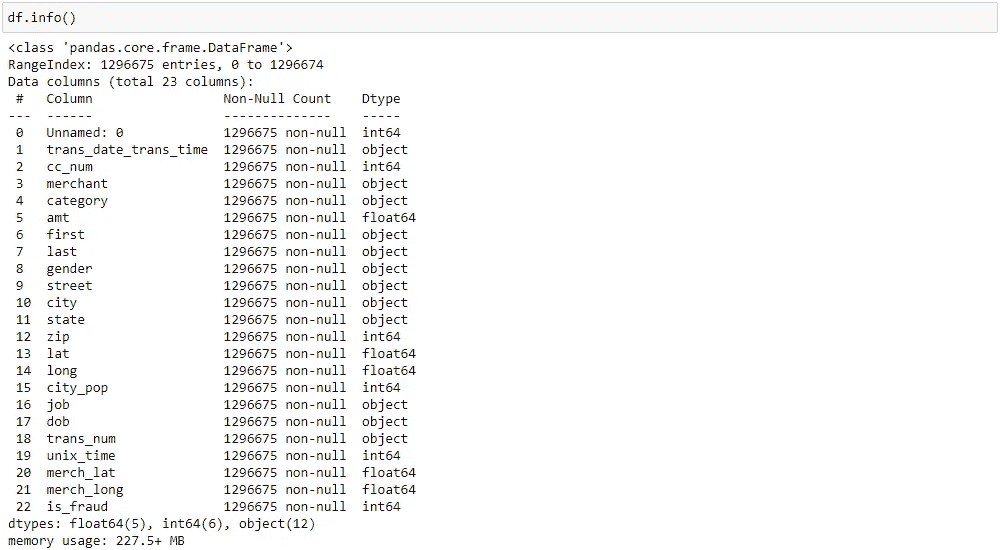 df.info()
<class 'pandas.core.frame.DataFrame'>
RangeIndex: 1296675 entries, 0 to 1296674
Data columns (total 23 columns):
 #   Column                 Non-Null Count    Dtype
---  ------                 --------------    -----
 0   Unnamed: 0             1296675 non-null  int64
 1   trans_date_trans_time  1296675 non-null  object
 2   cc_num                 1296675 non-null  int64
 3   merchant               1296675 non-null  object
 4   category               1296675 non-null  object
 5   amt                    1296675 non-null  float64
 6   first                  1296675 non-null  object
 7   last                   1296675 non-null  object
 8   gender                 1296675 non-null  object
 9   street                 1296675 non-null  object
 10  city                   1296675 non-null  object
 11  state                  1296675 non-null  object
 12  zip                    1296675 non-null  int64
 13  lat                    1296675 non-null  float64
 14  long                   1296675 non-null  float64
 15  city_pop               1296675 non-null  int64
 16  job                    1296675 non-null  object
 17  dob                    1296675 non-null  object
 18  trans_num              1296675 non-null  object
 19  unix_time              1296675 non-null  int64
 20  merch_lat              1296675 non-null  float64
 21  merch_long             1296675 non-null  float64
 22  is_fraud               1296675 non-null  int64
dtypes: float64(5), int64(6), object(12)
memory usage: 227.5+ MB